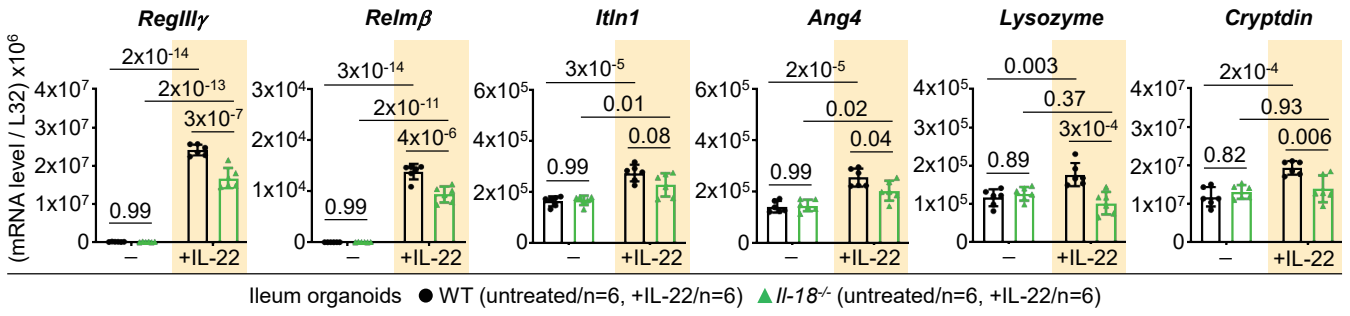 RegIIIγ Relmβ Itln1 Ang4 Lysozyme Cryptdin
(mRNA level / L32) x10⁶
2x10⁻¹⁴
2x10⁻¹³
3x10⁻⁷
0.99
4x10⁷
3x10⁷
2x10⁷
1x10⁷
0
– +IL-22
3x10⁻¹⁴
2x10⁻¹¹
4x10⁻⁶
0.99
3x10⁴
2x10⁴
1x10⁴
0
– +IL-22
3x10⁻⁵
0.01
0.08
0.99
6x10⁵
4x10⁵
2x10⁵
0
– +IL-22
2x10⁻⁵
0.02
0.04
0.99
6x10⁵
4x10⁵
2x10⁵
0
– +IL-22
0.003
0.37
3x10⁻⁴
0.89
4x10⁵
3x10⁵
2x10⁵
1x10⁵
0
– +IL-22
2x10⁻⁴
0.93
0.006
0.82
4x10⁷
3x10⁷
2x10⁷
1x10⁷
0
– +IL-22
Ileum organoids ● WT (untreated/n=6, +IL-22/n=6) ▲ Il-18⁻/⁻ (untreated/n=6, +IL-22/n=6)